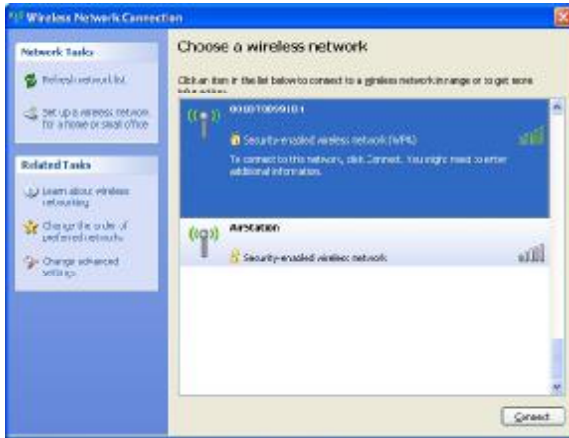 Wireless Network Connection
Network Tasks
Refresh network list
Set up a wireless network
for a home or small office
Related Tasks
Learn about wireless
networking
Change the order of
preferred networks
Change advanced
settings
Choose a wireless network
Click an item in the list below to connect to a wireless network in range or to get more
information.
Security-enabled wireless network (WPA)
To connect to this network, click Connect. You might need to enter
additional information.
AirStation
Security-enabled wireless network
Connect